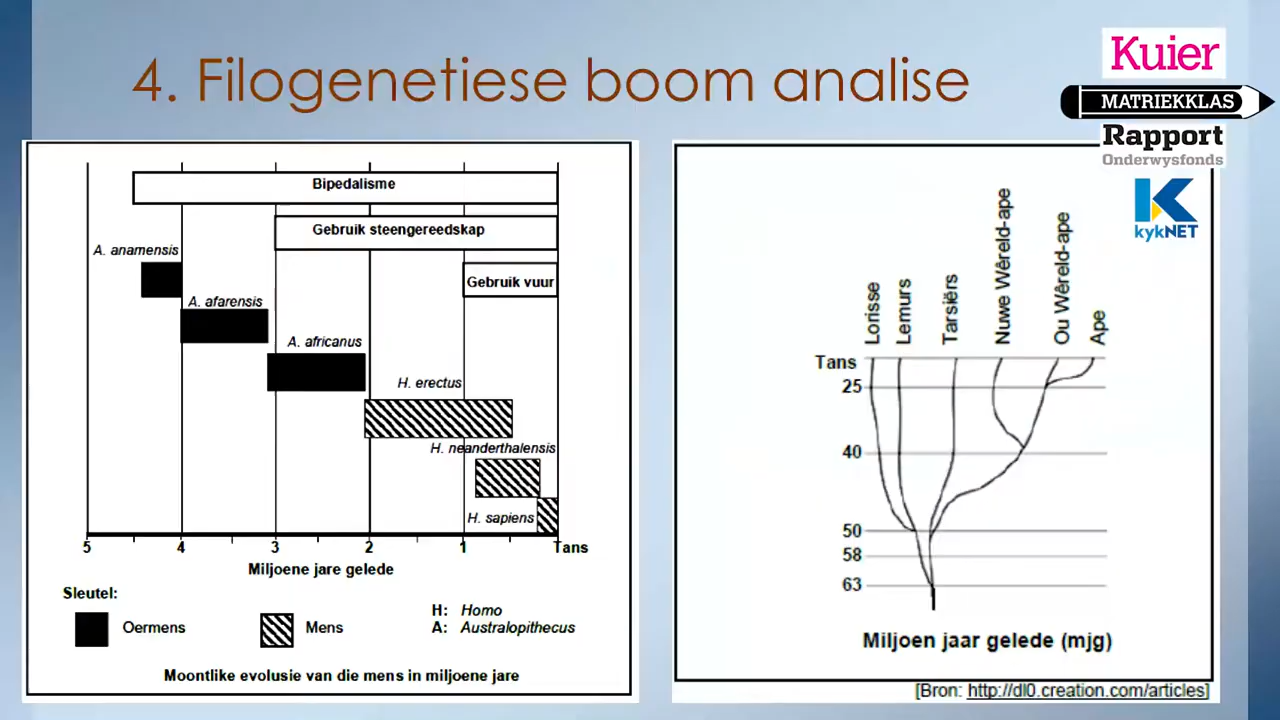 4. Filogenetiese boom analise
Kuier
MATRIEKKLAS
Rapport
Onderwysfonds
kykNET
Bipedalisme
Gebruik steengereedskap
A. anamensis
Gebruik vuur
A. afarensis
A. africanus
H. erectus
H. neanderthalensis
H. sapiens
5 4 3 2 1 Tans
Miljoene jare gelede
Sleutel:
Oermens
Mens
H: Homo
A: Australopithecus
Moontlike evolusie van die mens in miljoene jare
Lorisse
Lemurs
Tarsiërs
Nuwe Wêreld-ape
Ou Wêreld-ape
Ape
Tans
25
40
50
58
63
Miljoen jaar gelede (mjg)
[Bron: http://dl0.creation.com/articles]